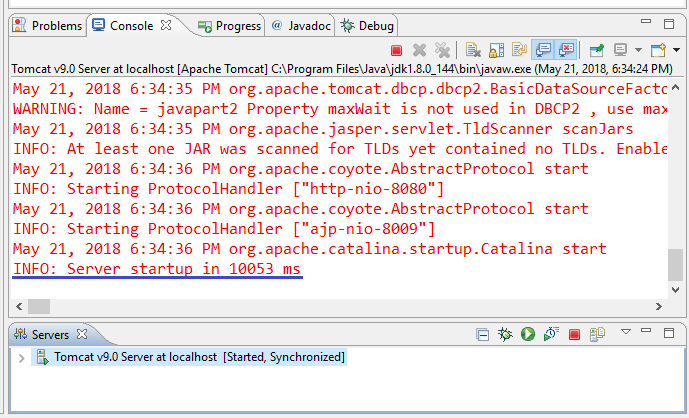 Problems Console Progress @ Javadoc Debug
Tomcat v9.0 Server at localhost [Apache Tomcat] C:\Program Files\Java\jdk1.8.0_144\bin\javaw.exe (May 21, 2018, 6:34:24 PM)
May 21, 2018 6:34:35 PM org.apache.tomcat.dbcp.dbcp2.BasicDataSourceFacto
WARNING: Name = javapart2 Property maxWait is not used in DBCP2 , use max
May 21, 2018 6:34:35 PM org.apache.jasper.servlet.TldScanner scanJars
INFO: At least one JAR was scanned for TLDs yet contained no TLDs. Enable
May 21, 2018 6:34:36 PM org.apache.coyote.AbstractProtocol start
INFO: Starting ProtocolHandler ["http-nio-8080"]
May 21, 2018 6:34:36 PM org.apache.coyote.AbstractProtocol start
INFO: Starting ProtocolHandler ["ajp-nio-8009"]
May 21, 2018 6:34:36 PM org.apache.catalina.startup.Catalina start
INFO: Server startup in 10053 ms
Servers
Tomcat v9.0 Server at localhost [Started, Synchronized]